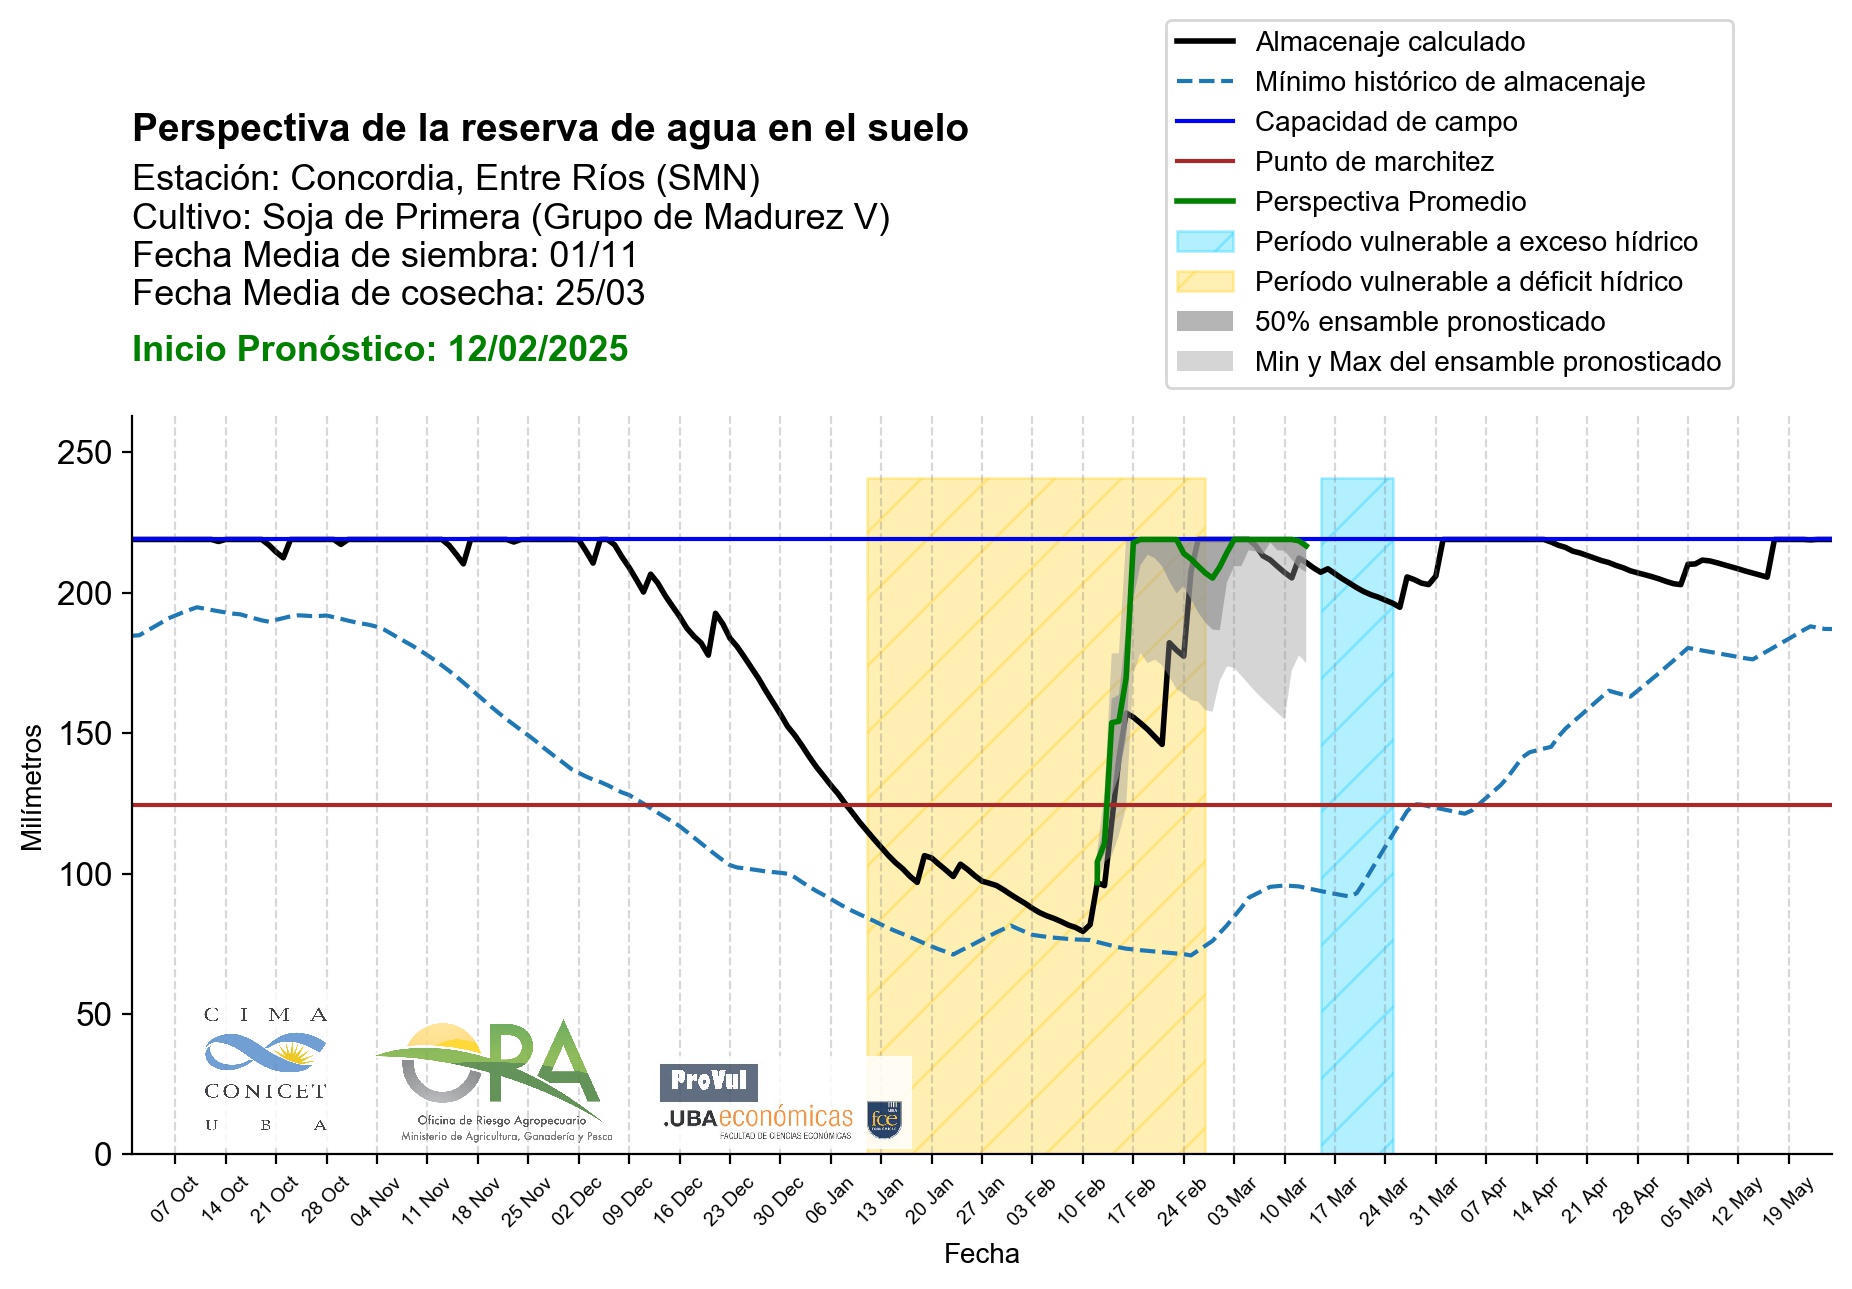 Almacenaje calculado
Mínimo histórico de almacenaje
Capacidad de campo
Punto de marchitez
Perspectiva Promedio
Período vulnerable a exceso hídrico
Período vulnerable a déficit hídrico
50% ensamble pronosticado
Min y Max del ensamble pronosticado
Perspectiva de la reserva de agua en el suelo
Estación: Concordia, Entre Ríos (SMN)
Cultivo: Soja de Primera (Grupo de Madurez V)
Fecha Media de siembra: 01/11
Fecha Media de cosecha: 25/03
Inicio Pronóstico: 12/02/2025
Milímetros
250
200
150
100
50
0
CIMA
CONICET
UBA
OPA
Oficina de Riesgo Agropecuario
Ministerio de Agricultura, Ganadería y Pesca
ProVul
.UBAeconómicas
FACULTAD DE CIENCIAS ECONÓMICAS
UBA
fce
07 Oct
14 Oct
21 Oct
28 Oct
04 Nov
11 Nov
18 Nov
25 Nov
02 Dec
09 Dec
16 Dec
23 Dec
30 Dec
06 Jan
13 Jan
20 Jan
27 Jan
03 Feb
10 Feb
17 Feb
24 Feb
03 Mar
10 Mar
17 Mar
24 Mar
31 Mar
07 Apr
14 Apr
21 Apr
28 Apr
05 May
12 May
19 May
Fecha